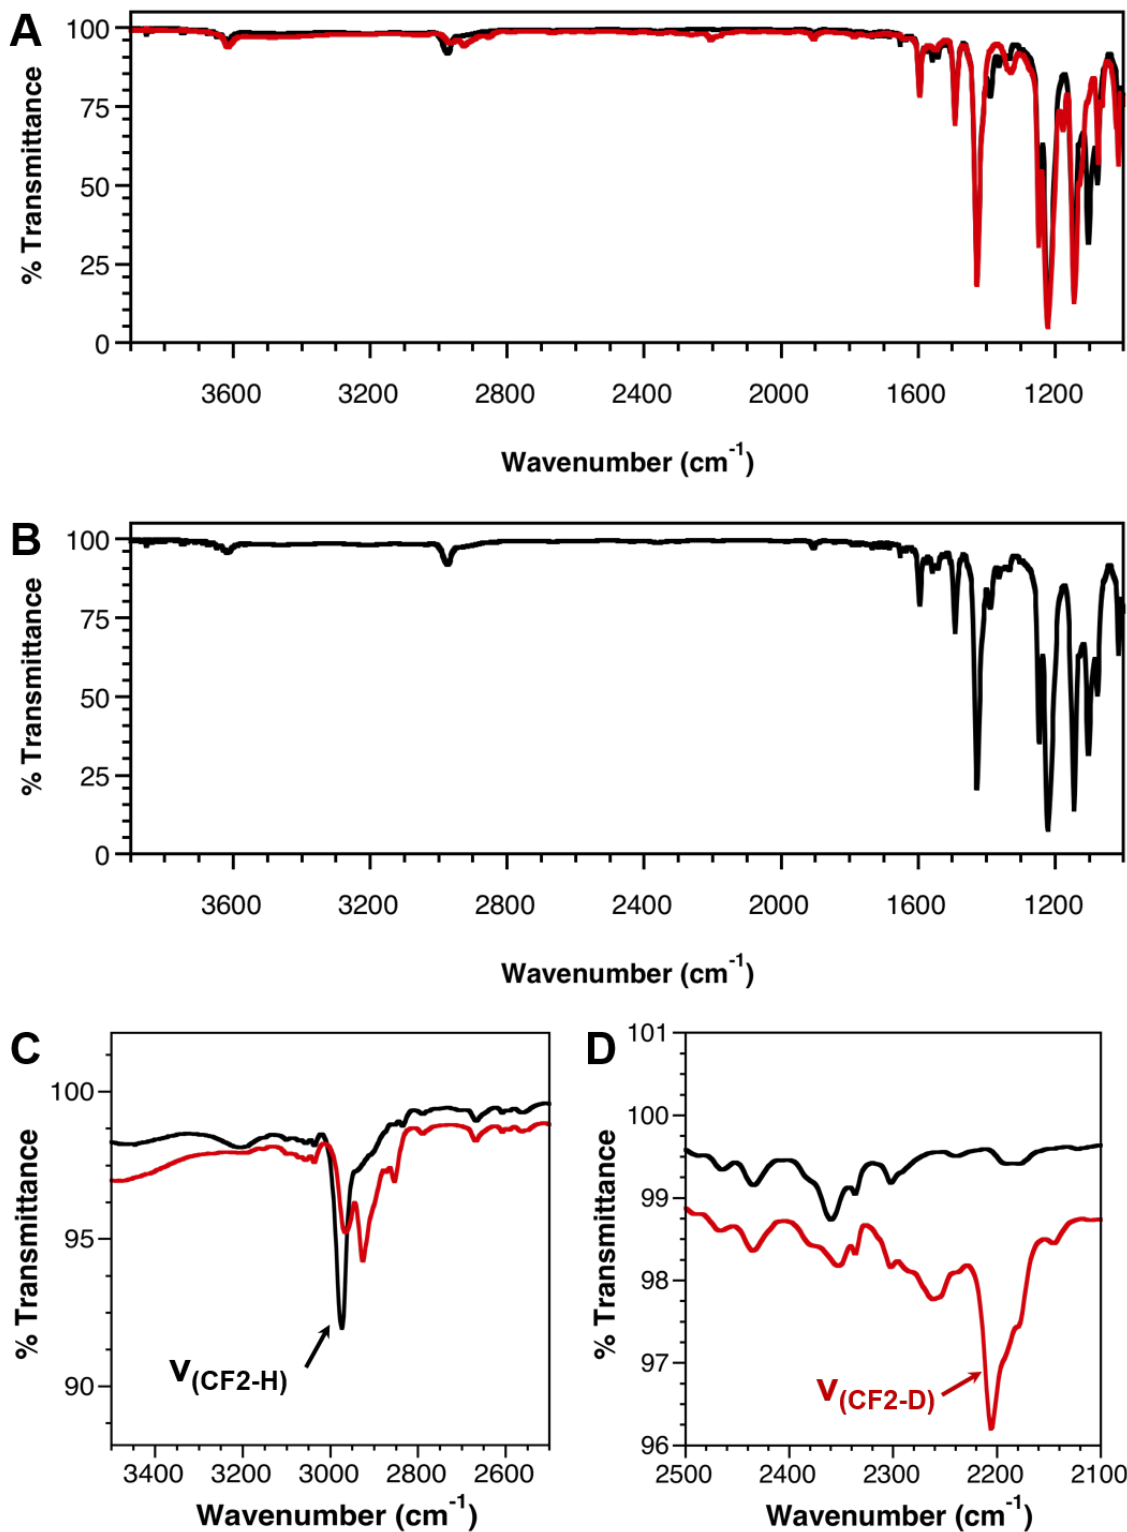 A
% Transmittance
100
75
50
25
0
3600 3200 2800 2400 2000 1600 1200
Wavenumber (cm-1)
B
% Transmittance
100
75
50
25
0
3600 3200 2800 2400 2000 1600 1200
Wavenumber (cm-1)
C
% Transmittance
100
95
90
V(CF2-H)
3400 3200 3000 2800 2600
Wavenumber (cm-1)
D
% Transmittance
101
100
99
98
97
96
V(CF2-D)
2500 2400 2300 2200 2100
Wavenumber (cm-1)